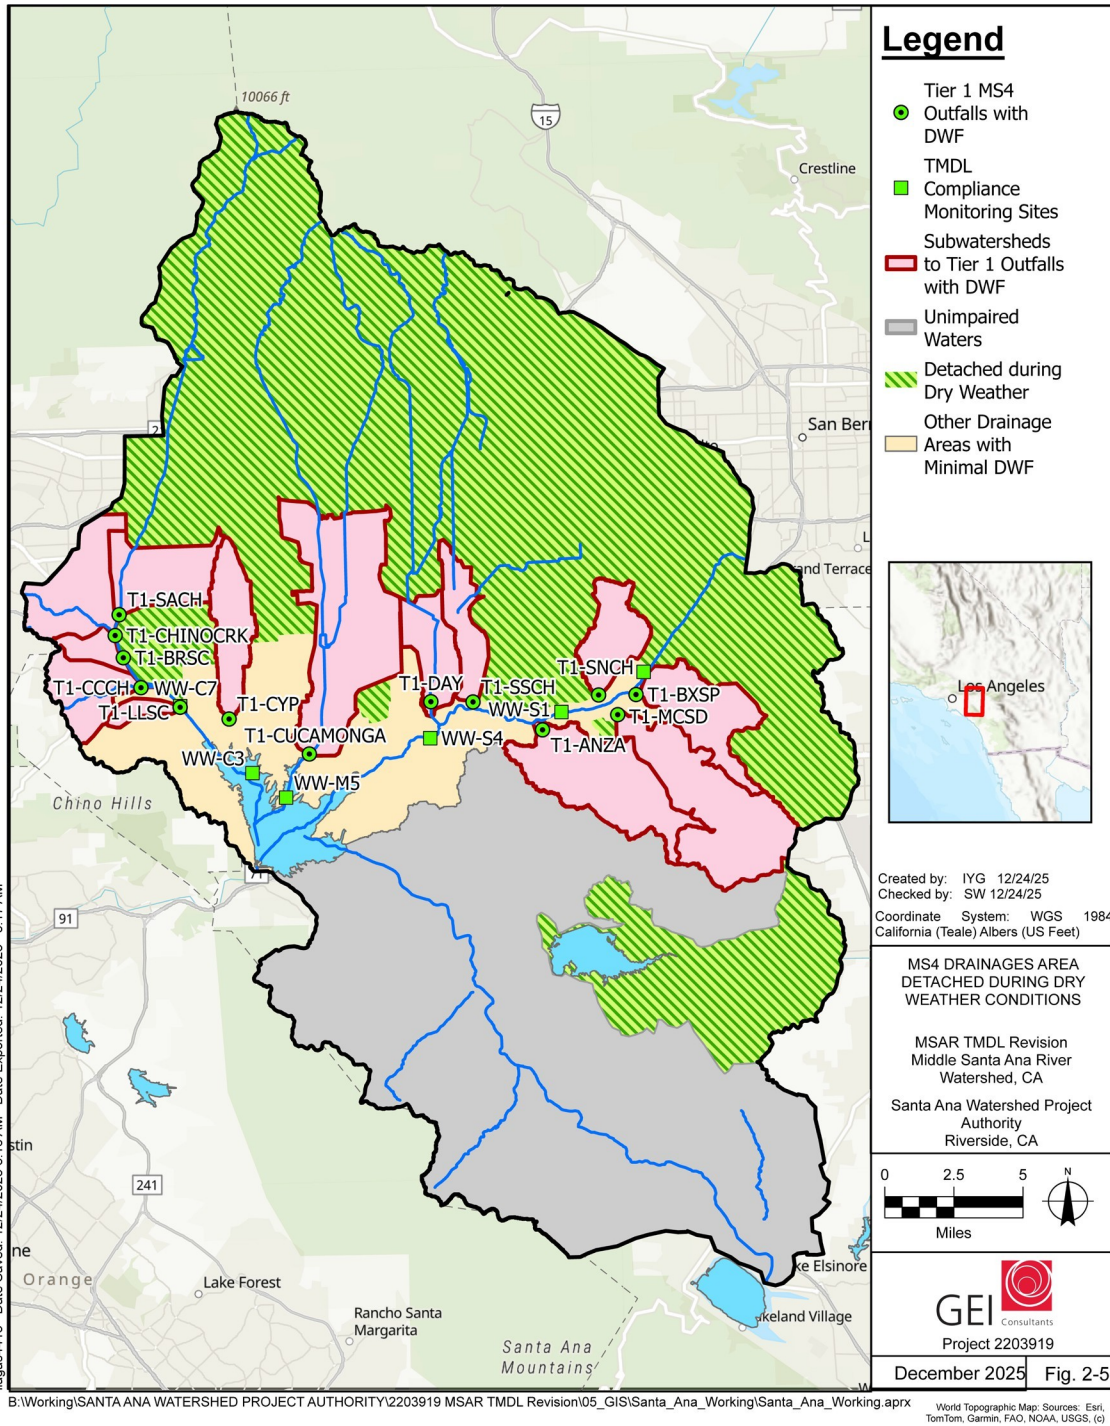 10066 ft
15
Crestline
San Ber
T1-SACH
T1-CHINOCRK
T1-BRSC
T1-CCCH
WW-C7
T1-LLSC
T1-CYP
T1-CUCAMONGA
WW-C3
WW-M5
T1-DAY
T1-SSCH
WW-S1
WW-S4
T1-SNCH
T1-BXSP
T1-MCSD
T1-ANZA
and Terrace
Chino Hills
91
241
stin
ne
Orange
Lake Forest
Rancho Santa
Margarita
Santa Ana
Mountains
ke Elsinore
akeland Village
Legend
Tier 1 MS4
Outfalls with
DWF
TMDL
Compliance
Monitoring Sites
Subwatersheds
to Tier 1 Outfalls
with DWF
Unimpaired
Waters
Detached during
Dry Weather
Other Drainage
Areas with
Minimal DWF
Los Angeles
Created by: IYG 12/24/25
Checked by: SW 12/24/25
Coordinate System: WGS 1984
California (Teale) Albers (US Feet)
MS4 DRAINAGES AREA
DETACHED DURING DRY
WEATHER CONDITIONS
MSAR TMDL Revision
Middle Santa Ana River
Watershed, CA
Santa Ana Watershed Project
Authority
Riverside, CA
0 2.5 5
Miles
N
GEI
Consultants
Project 2203919
December 2025
Fig. 2-5
B:\Working\SANTA ANA WATERSHED PROJECT AUTHORITY\2203919 MSAR TMDL Revision\05_GIS\Santa_Ana_Working\Santa_Ana_Working.aprx
World Topographic Map: Sources: Esri,
TomTom, Garmin, FAO, NOAA, USGS, (c)